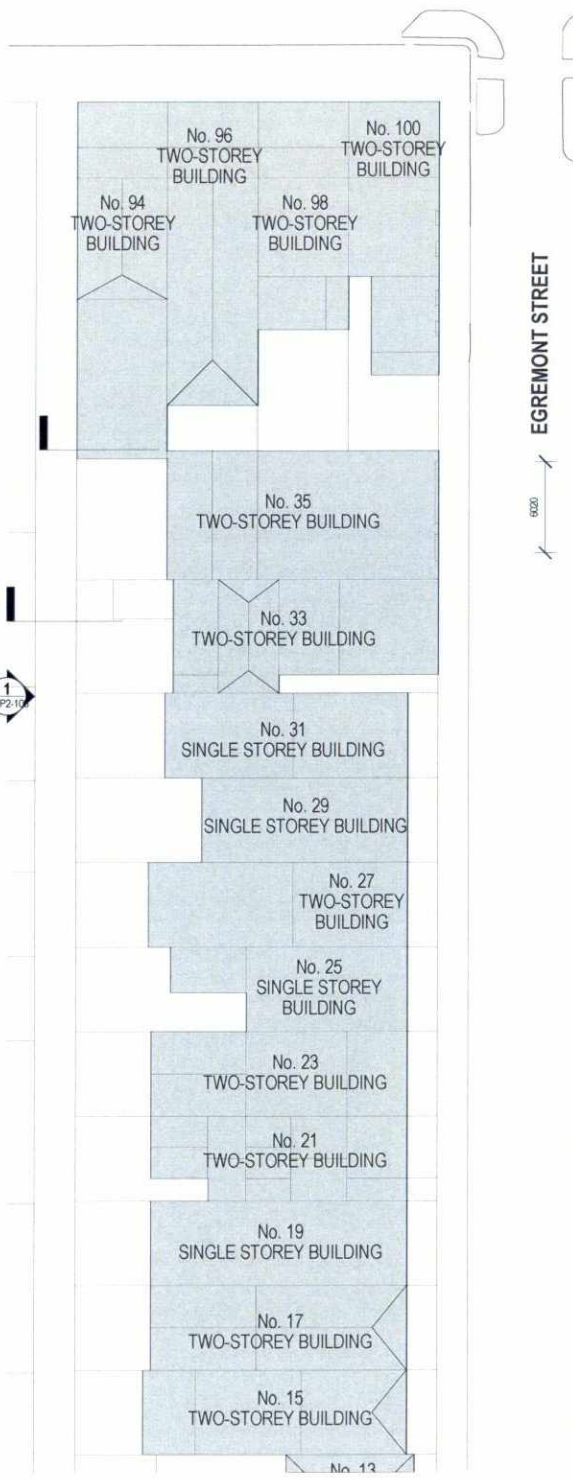 No. 96
TWO-STOREY
BUILDING
No. 100
TWO-STOREY
BUILDING
No. 94
TWO-STOREY
BUILDING
No. 98
TWO-STOREY
BUILDING
EGREMONT STREET
6020
No. 35
TWO-STOREY BUILDING
No. 33
TWO-STOREY BUILDING
1
No. 31
SINGLE STOREY BUILDING
No. 29
SINGLE STOREY BUILDING
No. 27
TWO-STOREY
BUILDING
No. 25
SINGLE STOREY
BUILDING
No. 23
TWO-STOREY BUILDING
No. 21
TWO-STOREY BUILDING
No. 19
SINGLE STOREY BUILDING
No. 17
TWO-STOREY BUILDING
No. 15
TWO-STOREY BUILDING
No. 13